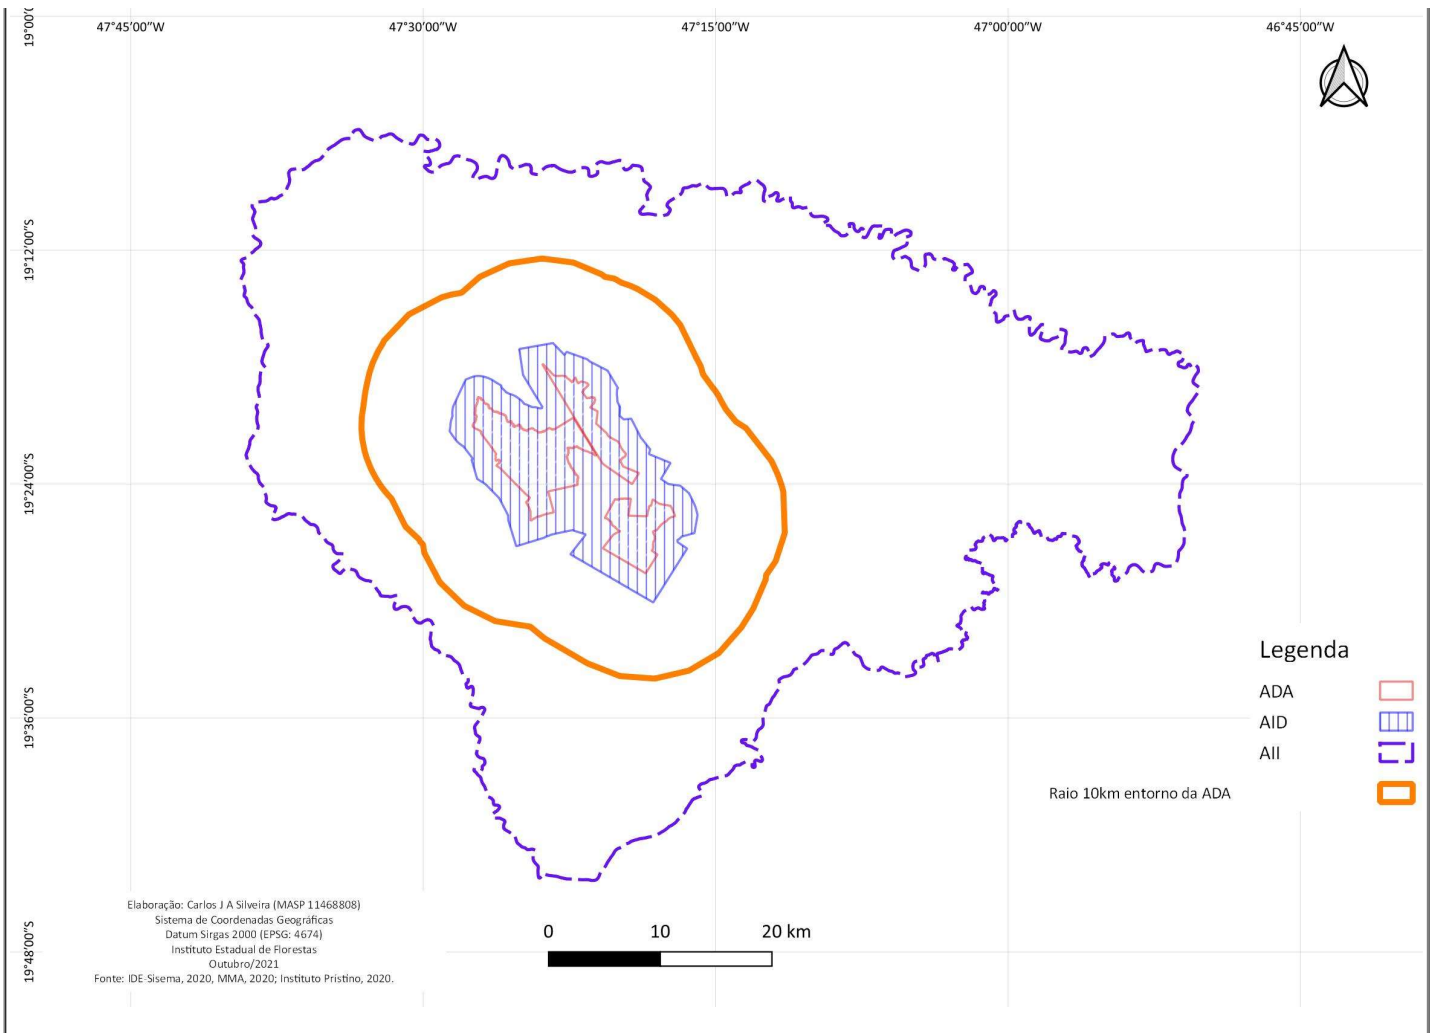 47°45′00″W 47°30′00″W 47°15′00″W 47°00′00″W 46°45′00″W
19°12′00″S
19°24′00″S
19°36′00″S
19°48′00″S
Legenda
ADA
AID
AII
Raio 10km entorno da ADA
Elaboração: Carlos J A Silveira (MASP 11468808)
Sistema de Coordenadas Geográficas
Datum Sirgas 2000 (EPSG: 4674)
Instituto Estadual de Florestas
Outubro/2021
Fonte: IDE-Sisema, 2020, MMA, 2020; Instituto Prístino, 2020.
0 10 20 km